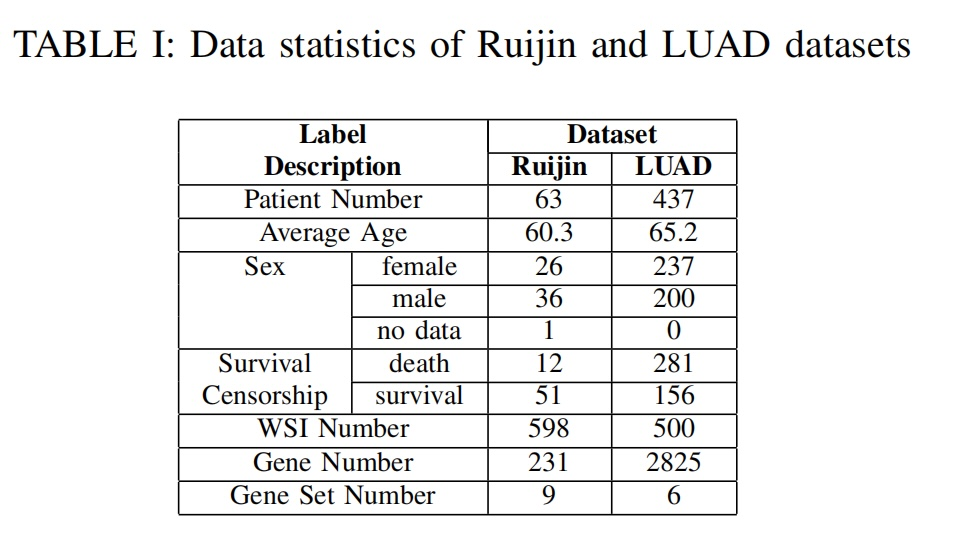 TABLE I: Data statistics of Ruijin and LUAD datasets
Label Description Dataset
Ruijin LUAD
Patient Number 63 437
Average Age 60.3 65.2
Sex female 26 237
male 36 200
no data 1 0
Survival Censorship death 12 281
survival 51 156
WSI Number 598 500
Gene Number 231 2825
Gene Set Number 9 6